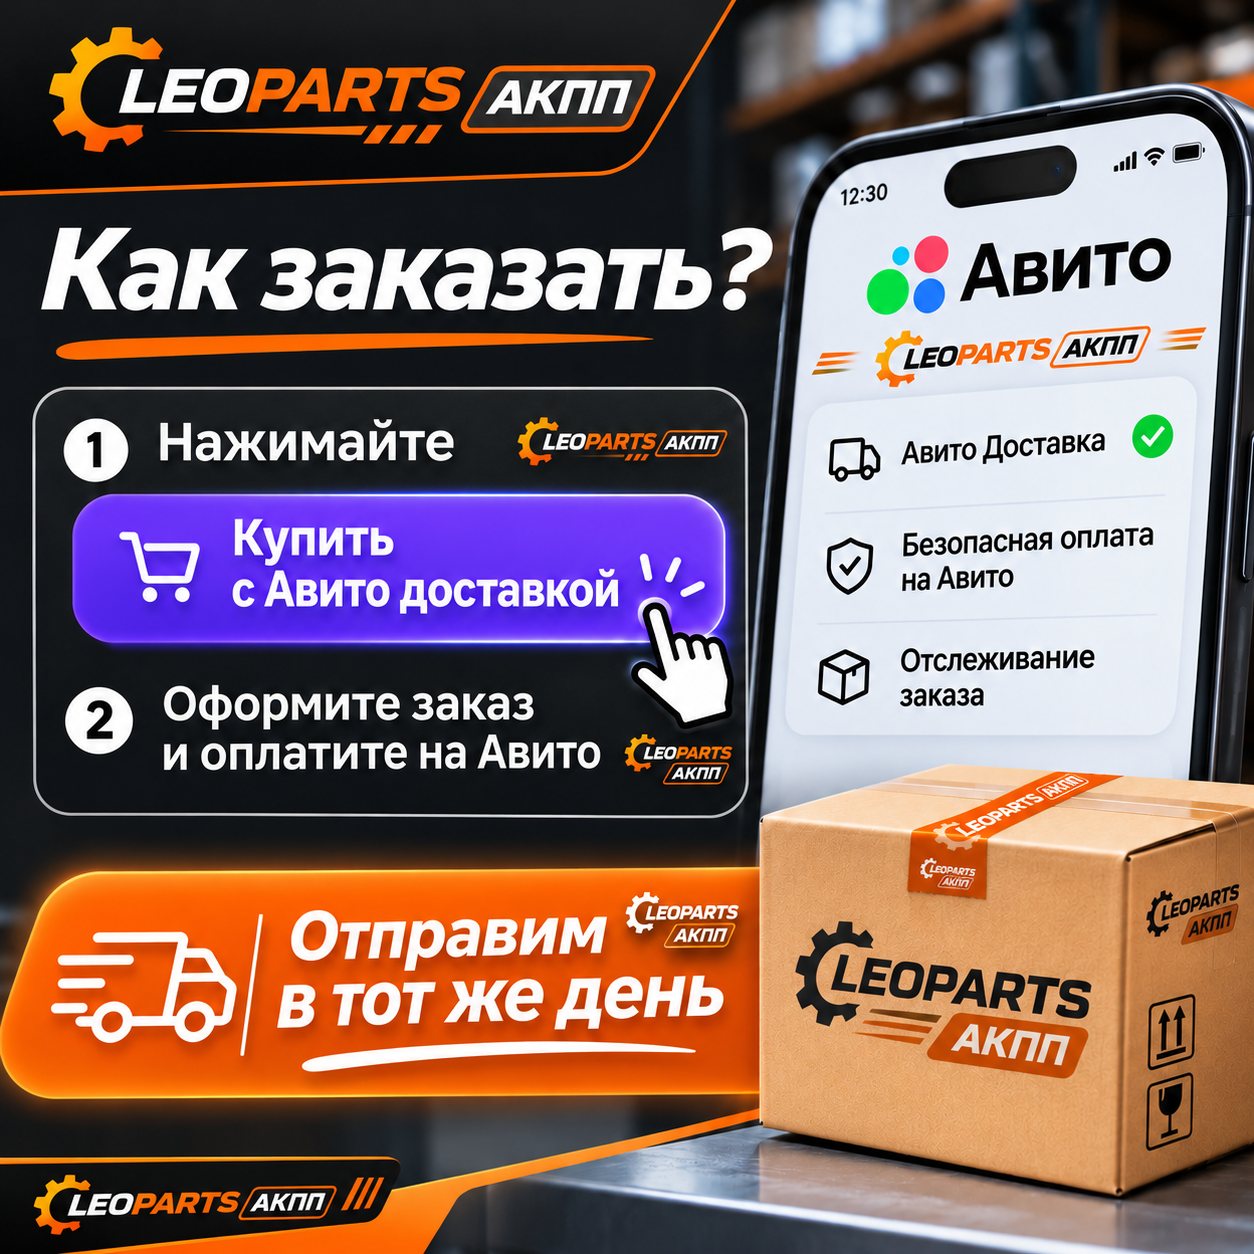 LEOPARTS АКПП
Как заказать?
1 Нажимайте
LEOPARTS АКПП
Купить
с Авито доставкой
2 Оформите заказ
и оплатите на Авито
LEOPARTS
АКПП
Отправим
в тот же день
LEOPARTS
АКПП
LEOPARTS АКПП
12:30
Авито
LEOPARTS АКПП
Авито Доставка
Безопасная оплата
на Авито
Отслеживание
заказа
LEOPARTS АКПП
LEOPARTS
АКПП
LEOPARTS
АКПП
LEOPARTS
АКПП